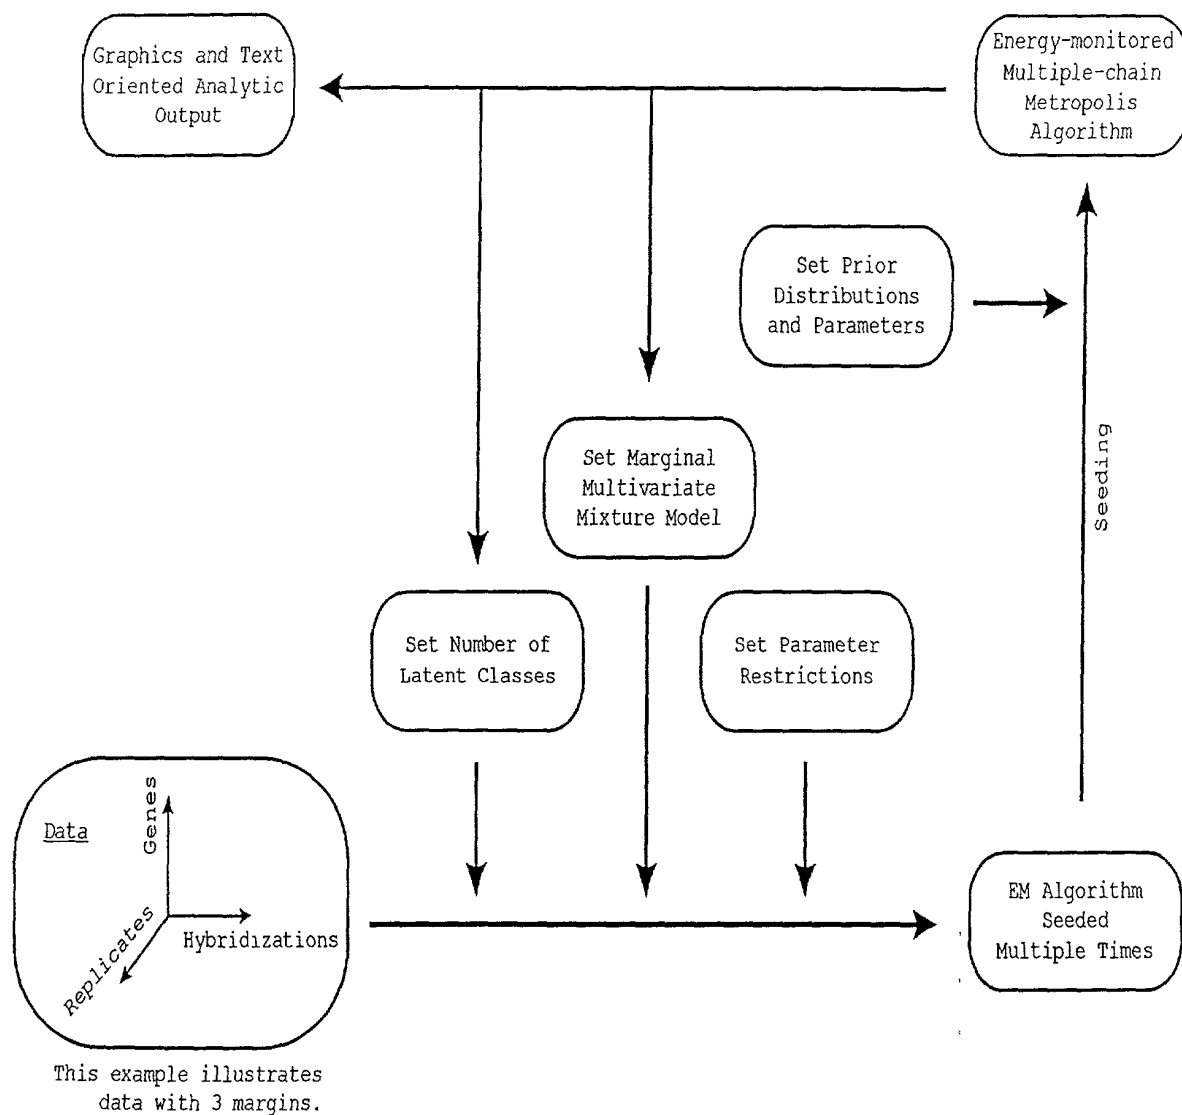 Graphics and Text
Oriented Analytic
Output
Energy-monitored
Multiple-chain
Metropolis
Algorithm
Set Prior
Distributions
and Parameters
Seeding
Set Marginal
Multivariate
Mixture Model
Set Number of
Latent Classes
Set Parameter
Restrictions
Data
Genes
Hybridizations
Replicates
EM Algorithm
Seeded
Multiple Times
This example illustrates
data with 3 margins.